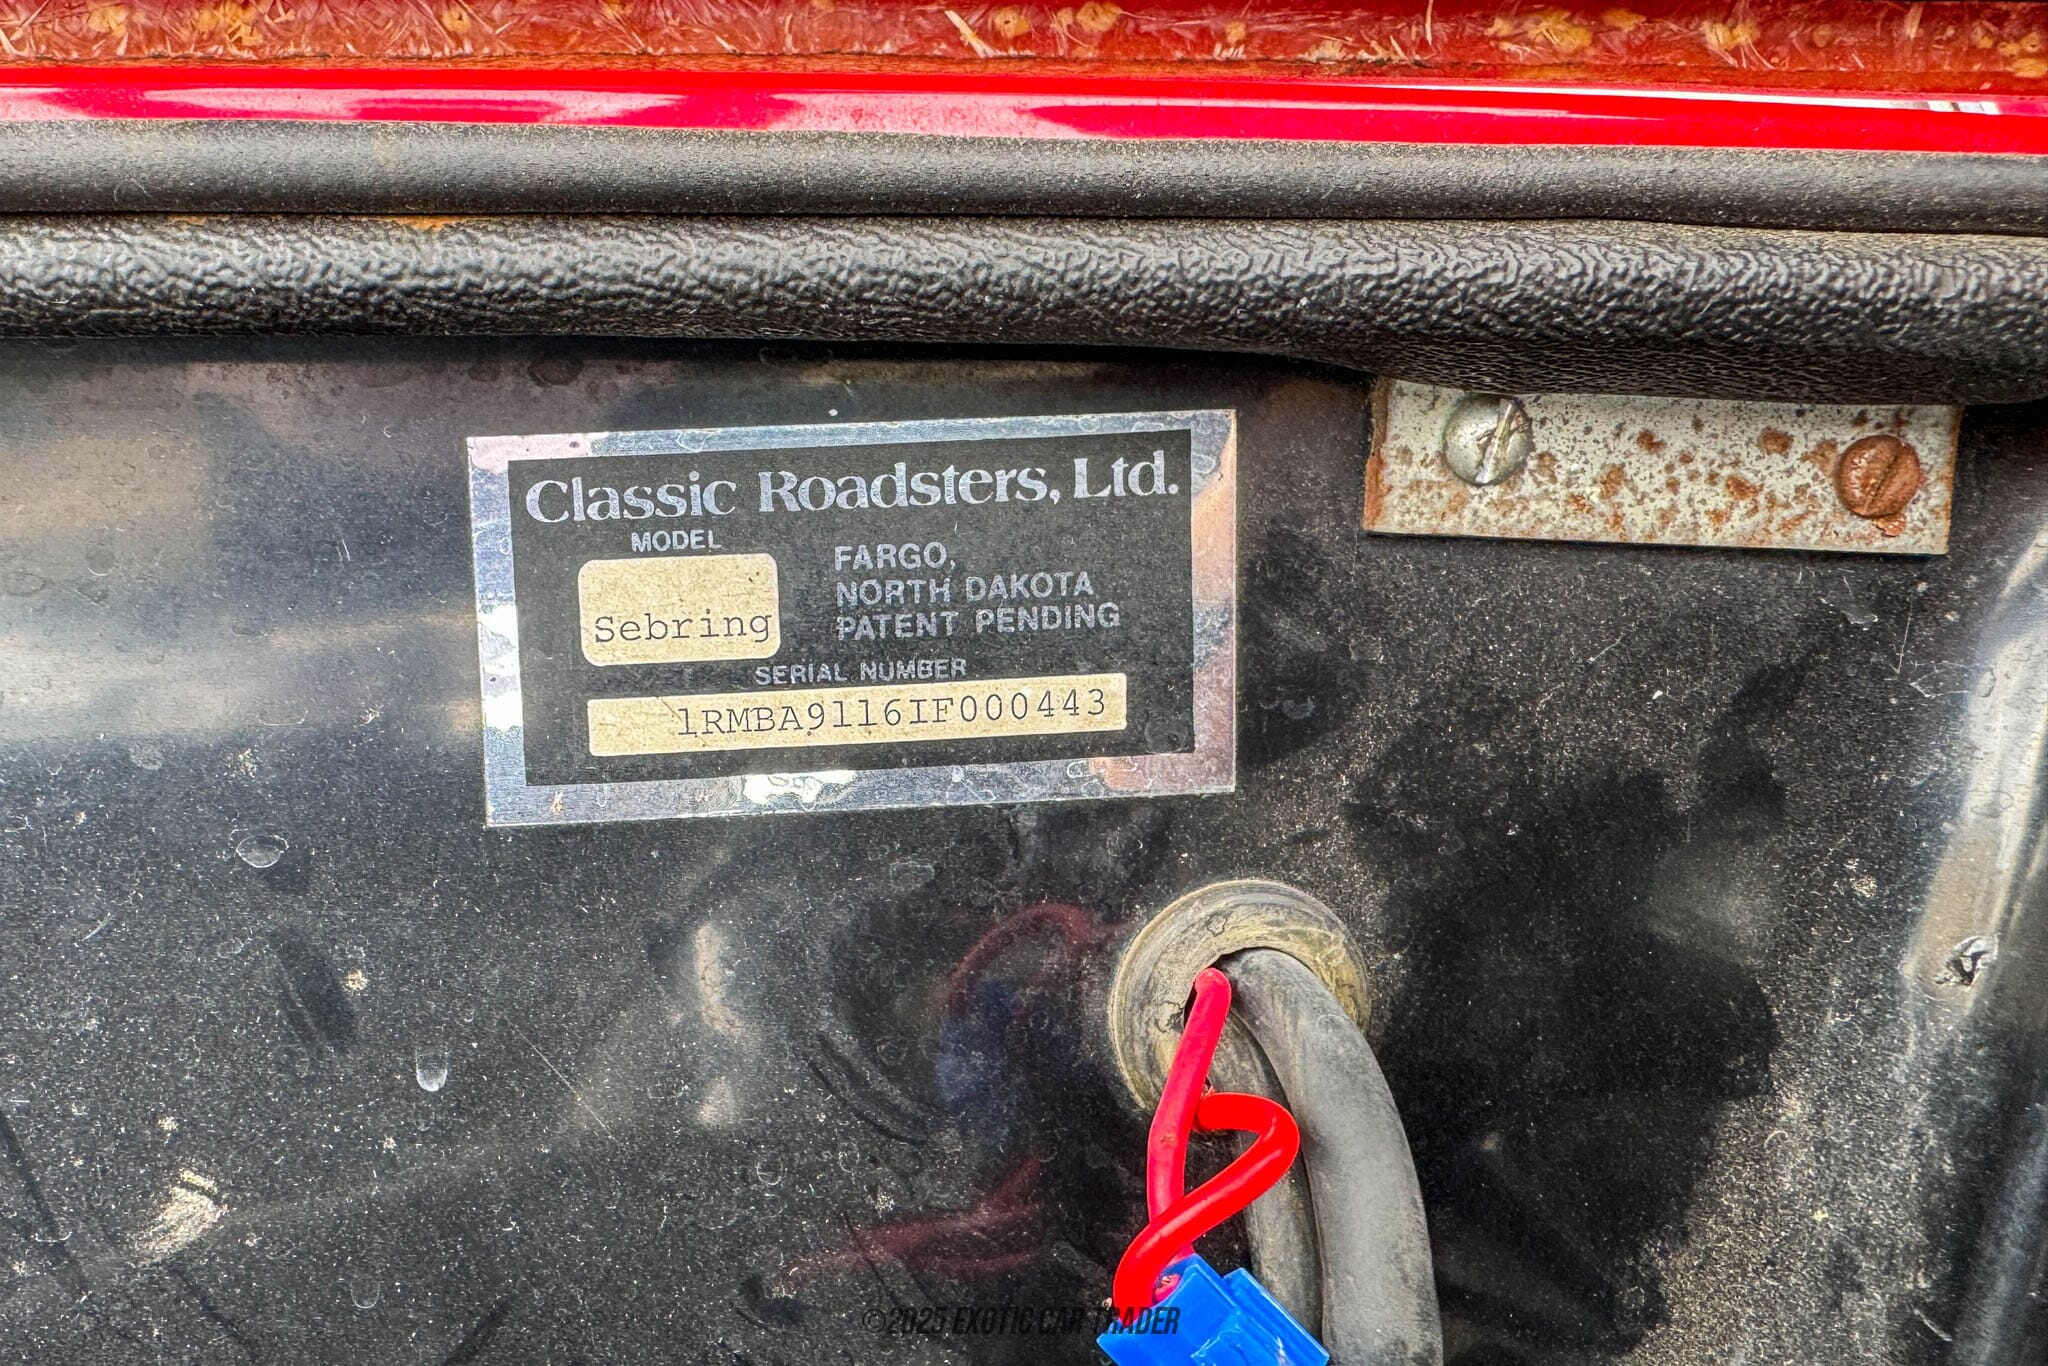 Classic Roadsters, Ltd.
MODEL
Sebring
FARGO,
NORTH DAKOTA
PATENT PENDING
SERIAL NUMBER
1RMBA9116IF000443
©2025 EXOTIC CAR TRADER